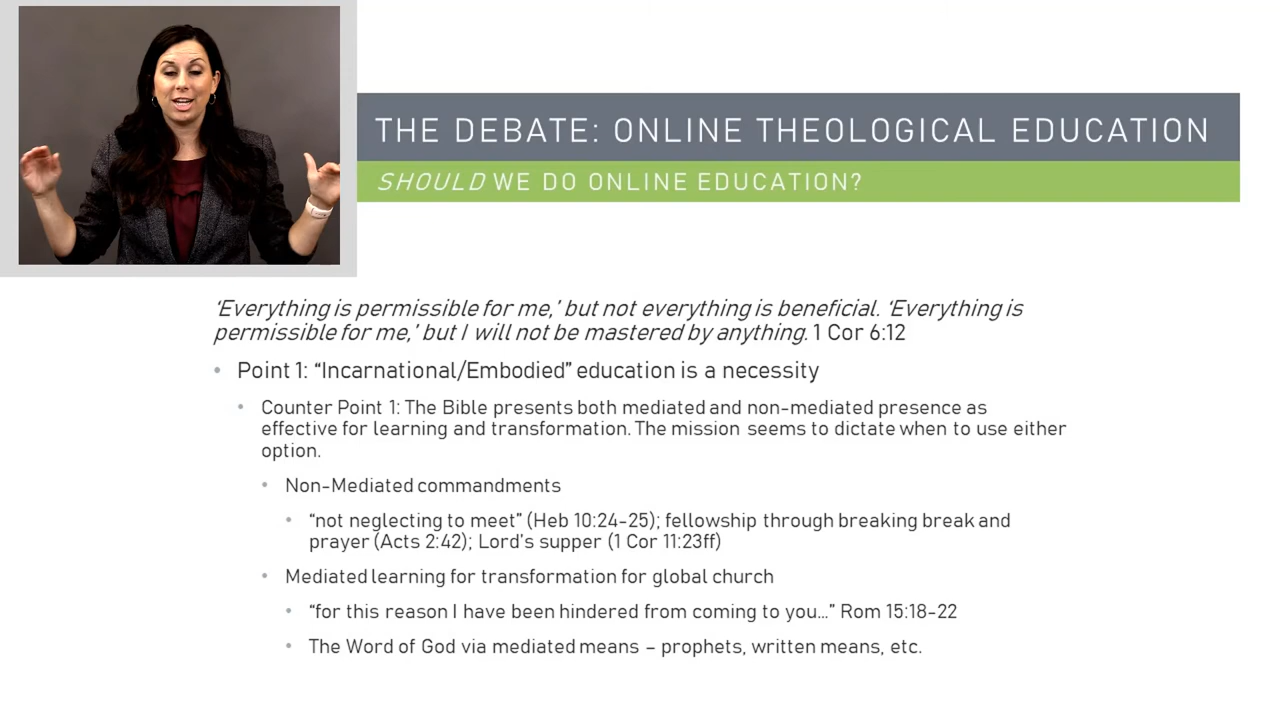 THE DEBATE: ONLINE THEOLOGICAL EDUCATION
SHOULD WE DO ONLINE EDUCATION?
‘Everything is permissible for me,’ but not everything is beneficial. ‘Everything is
permissible for me,’ but I will not be mastered by anything. 1 Cor 6:12
• Point 1: “Incarnational/Embodied” education is a necessity
• Counter Point 1: The Bible presents both mediated and non-mediated presence as
effective for learning and transformation. The mission seems to dictate when to use either
option.
• Non-Mediated commandments
• “not neglecting to meet” (Heb 10:24-25); fellowship through breaking break and
prayer (Acts 2:42); Lord’s supper (1 Cor 11:23ff)
• Mediated learning for transformation for global church
• “for this reason I have been hindered from coming to you…” Rom 15:18-22
• The Word of God via mediated means – prophets, written means, etc.